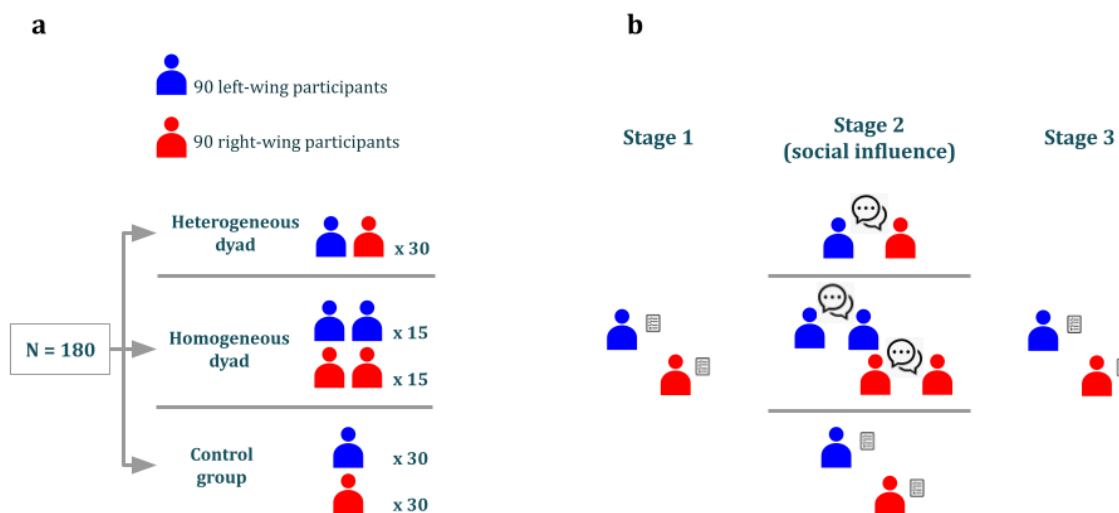 a
90 left-wing participants
90 right-wing participants
N = 180
Heterogeneous
dyad
x 30
Homogeneous
dyad
x 15
x 15
Control
group
x 30
x 30
b
Stage 1
Stage 2
(social influence)
Stage 3